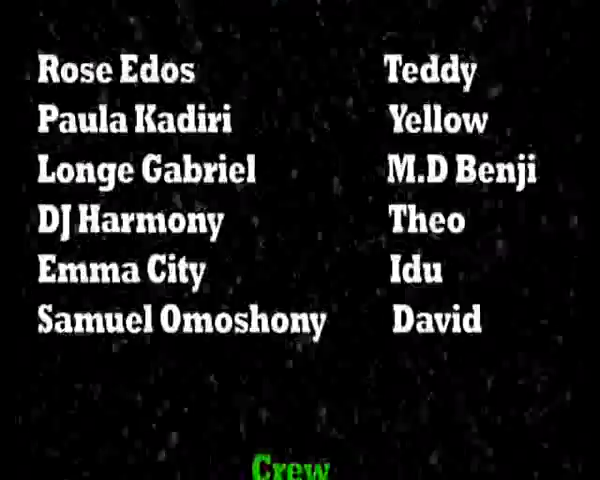 Rose Edos Teddy
Paula Kadiri Yellow
Longe Gabriel M.D Benji
DJ Harmony Theo
Emma City Idu
Samuel Omoshony David
Crew